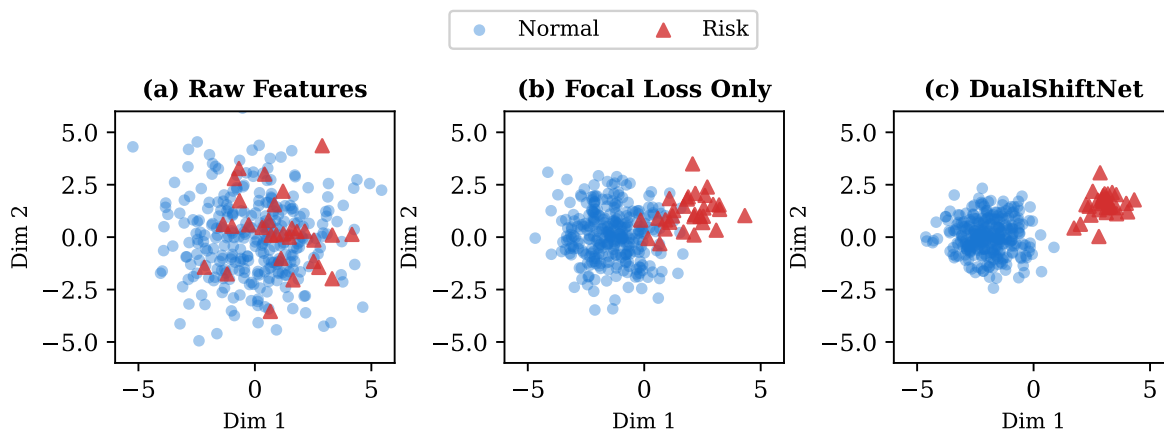 Normal Risk
(a) Raw Features
5.0
2.5
0.0
−2.5
−5.0
Dim 2
−5 0 5
Dim 1
(b) Focal Loss Only
5.0
2.5
0.0
−2.5
−5.0
Dim 2
−5 0 5
Dim 1
(c) DualShiftNet
5.0
2.5
0.0
−2.5
−5.0
Dim 2
−5 0 5
Dim 1